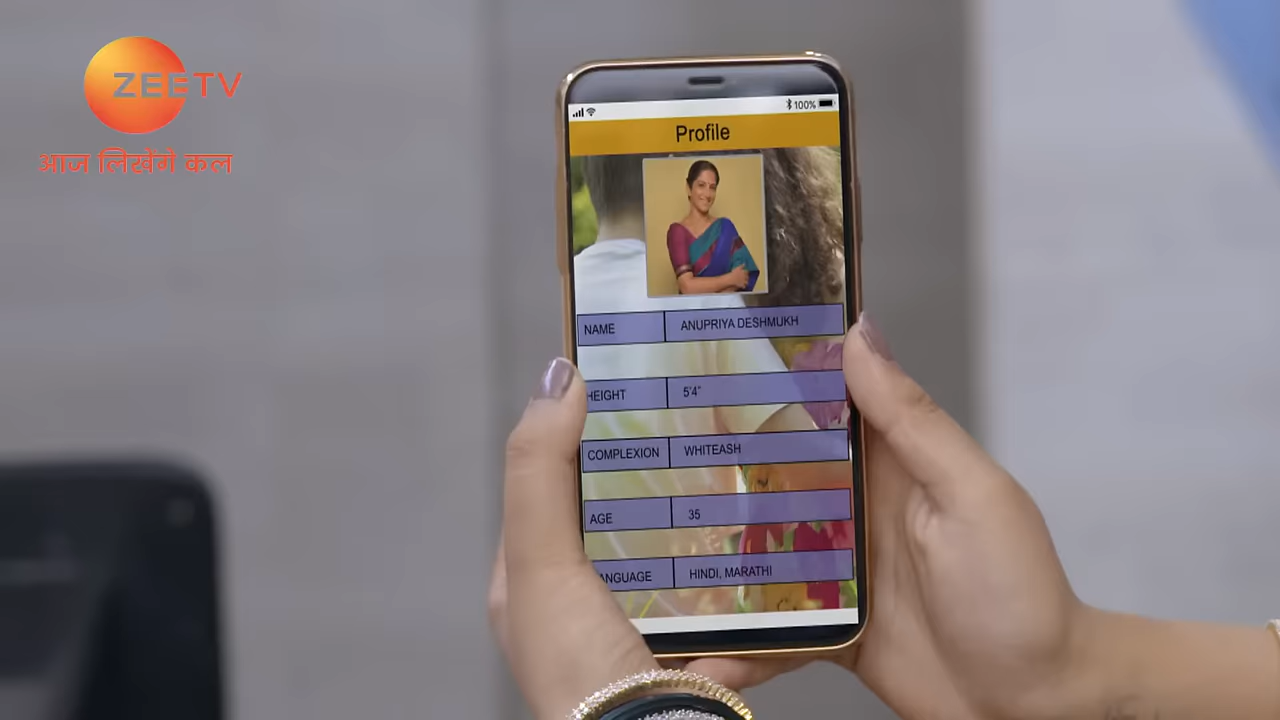 ZEETV
आज लिखेंगे कल
100%
Profile
NAME ANUPRIYA DESHMUKH
HEIGHT 5'4"
COMPLEXION WHITEASH
AGE 35
ANGUAGE HINDI, MARATHI